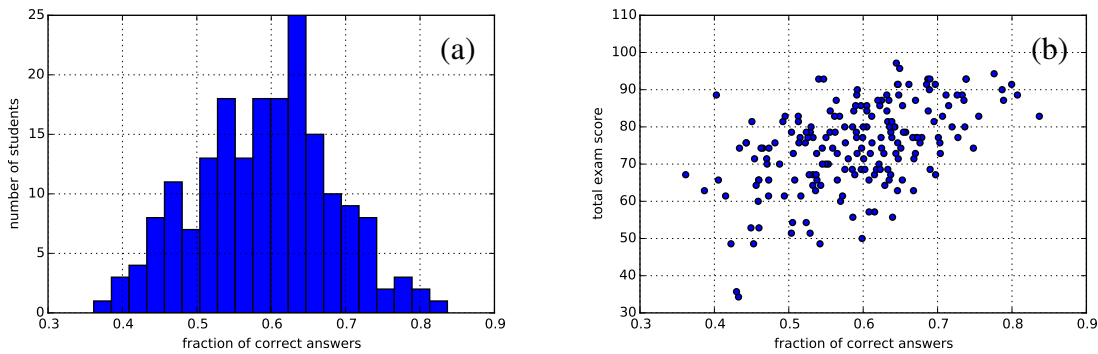 25
20
15
10
5
0
number of students
(a)
0.3 0.4 0.5 0.6 0.7 0.8 0.9
fraction of correct answers
110
100
90
80
70
60
50
40
30
total exam score
(b)
0.3 0.4 0.5 0.6 0.7 0.8 0.9
fraction of correct answers